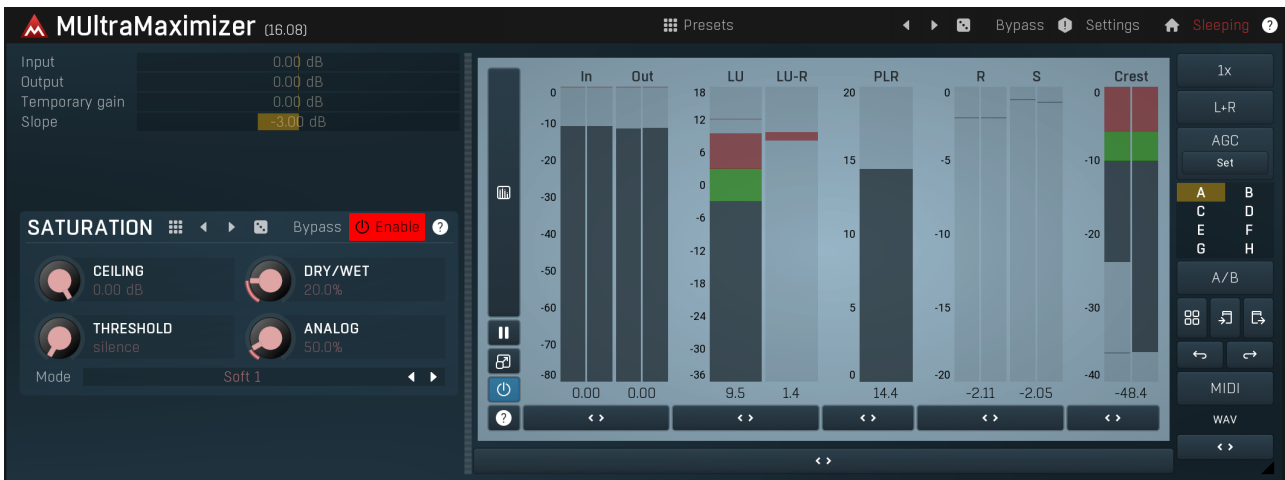 MUltraMaximizer (16.08) Presets Bypass Settings Sleeping ?
Input 0.00 dB
Output 0.00 dB
Temporary gain 0.00 dB
Slope -3.00 dB
SATURATION Bypass Enable ?
CEILING
0.00 dB
DRY/WET
20.0%
THRESHOLD
silence
ANALOG
50.0%
Mode Soft 1
?
In Out
0
-10
-20
-30
-40
-50
-60
-70
-80
0.00 0.00
LU LU-R
18
12
6
0
-6
-12
-18
-24
-30
-36
9.5 1.4
PLR
20
15
10
5
0
14.4
R S
0
-5
-10
-15
-20
-2.11 -2.05
Crest
0
-10
-20
-30
-40
-48.4
1x
L+R
AGC
Set
A B
C D
E F
G H
A/B
MIDI
WAV